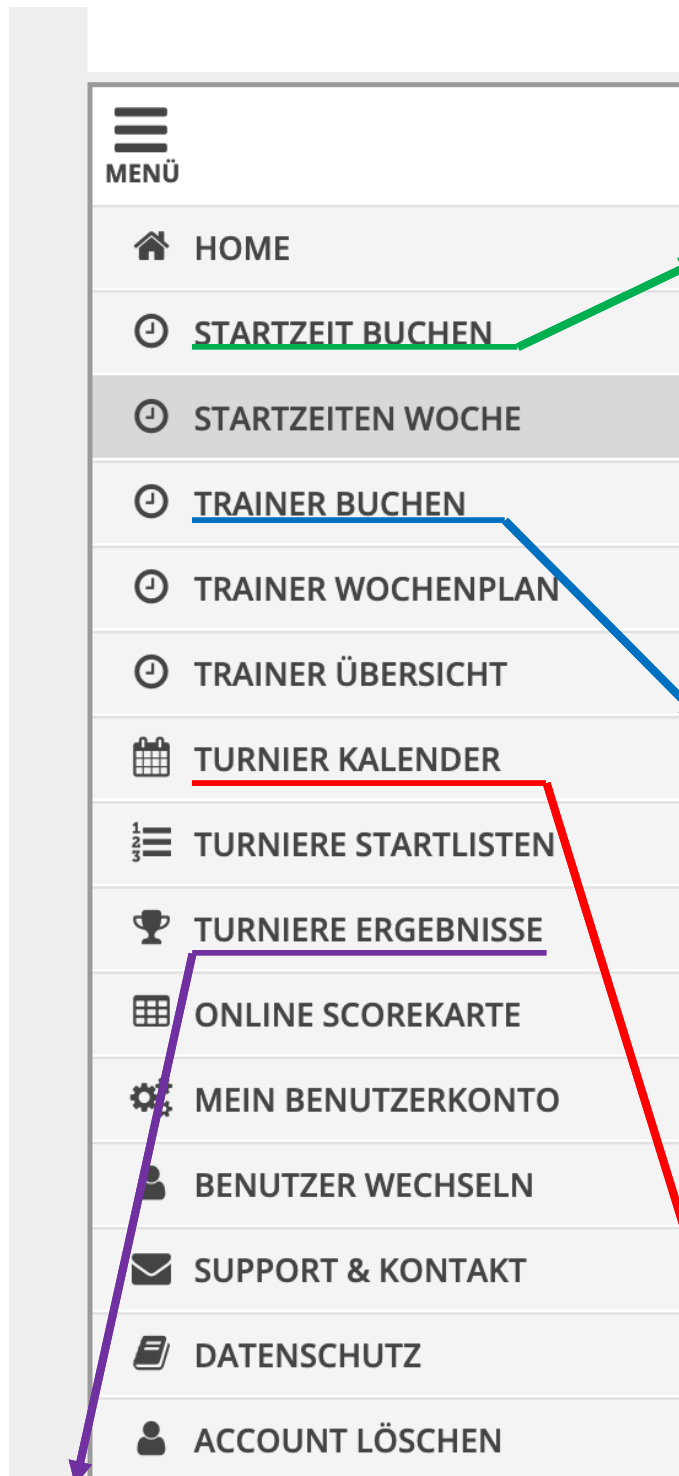 MENÜ
HOME
STARTZEIT BUCHEN
STARTZEITEN WOCHE
TRAINER BUCHEN
TRAINER WOCHENPLAN
TRAINER ÜBERSICHT
TURNIER KALENDER
TURNIERE STARTLISTEN
TURNIERE ERGEBNISSE
ONLINE SCOREKARTE
MEIN BENUTZERKONTO
BENUTZER WECHSELN
SUPPORT & KONTAKT
DATENSCHUTZ
ACCOUNT LÖSCHEN